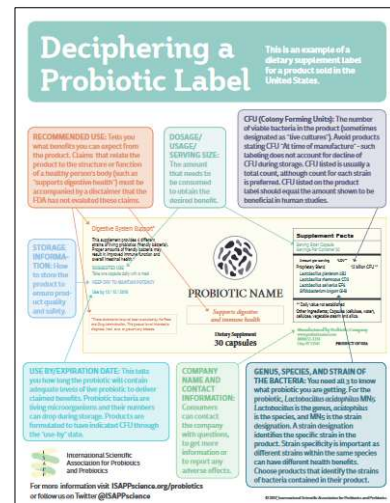 Deciphering a
Probiotic Label
This is an example of a
dietary supplement label
for a product sold in the
United States.
RECOMMENDED USE: Tells you
what benefits you can expect
from the product. Claims that relate
the product to the structure or function
of a healthy person's body (such
as "supports digestive health") must be
accompanied by a disclaimer that the
FDA has not evaluated these claims.
DOSAGE/
USAGE/
SERVING SIZE:
The amount
that needs to
be consumed
to obtain the
desired benefit.
CFU (Colony Forming Units): The number
of viable bacteria in the product (sometimes
designated as "live cultures"). Avoid products
stating CFU "At time of manufacture" - such
labeling does not account for decline of
CFU during storage. CFU listed is usually a
total count, although count for each strain
is preferred. CFU listed on the product
label should equal the amount shown to be
beneficial in human studies.
STORAGE
INFORMA-
TION: How
to store the
product to
ensure prod-
uct quality
and safety.
Digestive System Support*
PROBIOTIC NAME
Supports digestive
and immune health
Dietary Supplement
30 capsules
Supplement Facts
USE BY/EXPIRATION DATE: This tells
you how long the probiotic will contain
adequate levels of live probiotic to deliver
claimed benefits. Probiotic bacteria are
living microorganisms and their numbers
can drop during storage. Products are
formulated to have indicated CFU through
the "use-by" date.
COMPANY
NAME AND
CONTACT
INFORMATION:
Consumers
can contact
the company
with questions,
to get more
information or
to report any
adverse effects.
GENUS, SPECIES, AND STRAIN OF
THE BACTERIA: You need all 3 to know
what probiotic you are getting. For the
probiotic, Lactobacillus acidophilus MN5,
Lactobacillus is the genus, acidophilus
is the species, and MN5 is the strain
designation. A strain designation
identifies the specific strain in the
product. Strain specificity is important as
different strains within the same species
can have different health benefits.
Choose products that identify the strains
of bacteria contained in their product.
International Scientific
Association for Probiotics
and Prebiotics
For more information visit ISAPPscience.org/probiotics
or follow us on Twitter @ISAPPscience